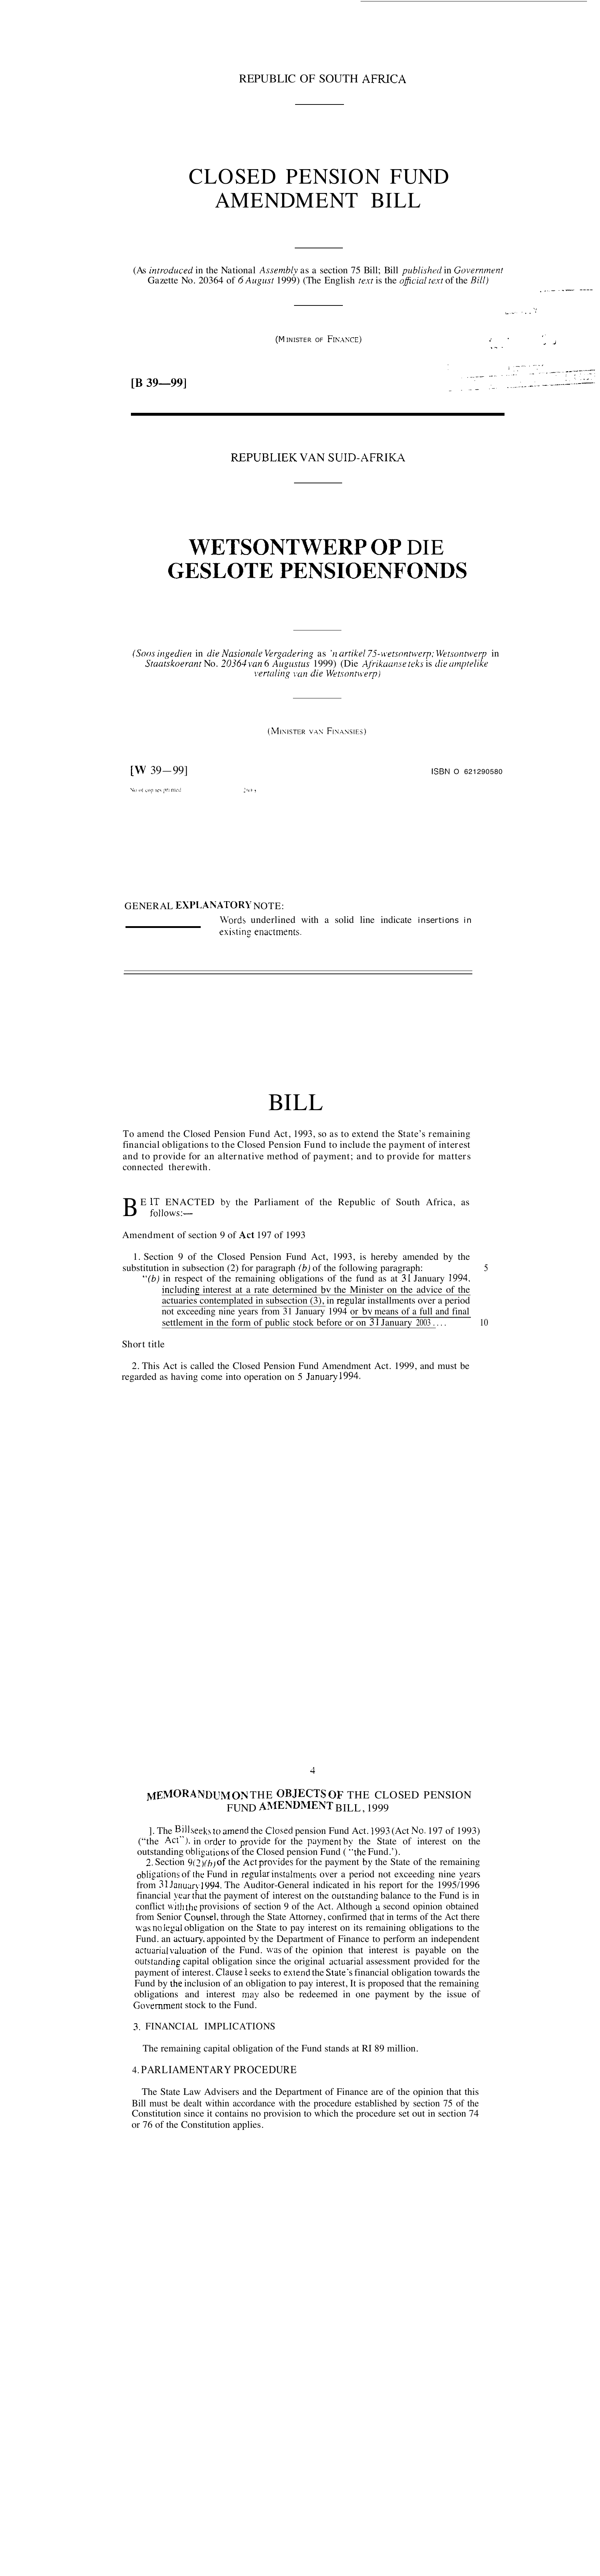 REPUBLIC OF SOUTH AFRICA
CLOSED PENSION FUND
AMENDMENT BILL
(As introduced in the National Assembly as a section 75 Bill; Bill published in Government
Gazette No. 20364 of 6 August 1999) (The English text is the official text of the Bill)
(MINISTER OF FINANCE)
[B 39—99]
REPUBLIEK VAN SUID-AFRIKA
WETSONTWERP OP DIE
GESLOTE PENSIOENFONDS
(Soos ingedien in die Nasionale Vergadering as 'n artikel 75-wetsontwerp; Wetsontwerp in
Staatskoerant No. 20364 van 6 Augustus 1999) (Die Afrikaanse teks is die amptelike
vertaling van die Wetsontwerp)
(MINISTER VAN FINANSIES)
[W 39—99]
ISBN O 621290580
No of copies printed
GENERAL EXPLANATORY NOTE:
Words underlined with a solid line indicate insertions in
existing enactments.
BILL
To amend the Closed Pension Fund Act, 1993, so as to extend the State's remaining
financial obligations to the Closed Pension Fund to include the payment of interest
and to provide for an alternative method of payment; and to provide for matters
connected therewith.
BE IT ENACTED by the Parliament of the Republic of South Africa, as
follows:—
Amendment of section 9 of Act 197 of 1993
1. Section 9 of the Closed Pension Fund Act, 1993, is hereby amended by the
substitution in subsection (2) for paragraph (b) of the following paragraph: 5
"(b) in respect of the remaining obligations of the fund as at 31 January 1994,
including interest at a rate determined by the Minister on the advice of the
actuaries contemplated in subsection (3), in regular installments over a period
not exceeding nine years from 31 January 1994 or bv means of a full and final
settlement in the form of public stock before or on 31 January 2003 .... 10
Short title
2. This Act is called the Closed Pension Fund Amendment Act. 1999, and must be
regarded as having come into operation on 5 January 1994.
4
MEMORANDUM ON THE OBJECTS OF THE CLOSED PENSION
FUND AMENDMENT BILL, 1999
]. The Bill seeks to amend the Closed pension Fund Act. 1993 (Act No. 197 of 1993)
("the Act"), in order to provide for the payment by the State of interest on the
outstanding obligations of the Closed pension Fund ( "the Fund.').
2. Section 9(2)(b) of the Act provides for the payment by the State of the remaining
obligations of the Fund in regular instalments over a period not exceeding nine years
from 31 January 1994. The Auditor-General indicated in his report for the 1995/1996
financial year that the payment of interest on the outstanding balance to the Fund is in
conflict with the provisions of section 9 of the Act. Although a second opinion obtained
from Senior Counsel, through the State Attorney, confirmed that in terms of the Act there
was no legal obligation on the State to pay interest on its remaining obligations to the
Fund. an actuary, appointed by the Department of Finance to perform an independent
actuarial valuation of the Fund. was of the opinion that interest is payable on the
outstanding capital obligation since the original actuarial assessment provided for the
payment of interest. Clause 1 seeks to extend the State's financial obligation towards the
Fund by the inclusion of an obligation to pay interest, It is proposed that the remaining
obligations and interest may also be redeemed in one payment by the issue of
Government stock to the Fund.
3. FINANCIAL IMPLICATIONS
The remaining capital obligation of the Fund stands at RI 89 million.
4. PARLIAMENTARY PROCEDURE
The State Law Advisers and the Department of Finance are of the opinion that this
Bill must be dealt within accordance with the procedure established by section 75 of the
Constitution since it contains no provision to which the procedure set out in section 74
or 76 of the Constitution applies.